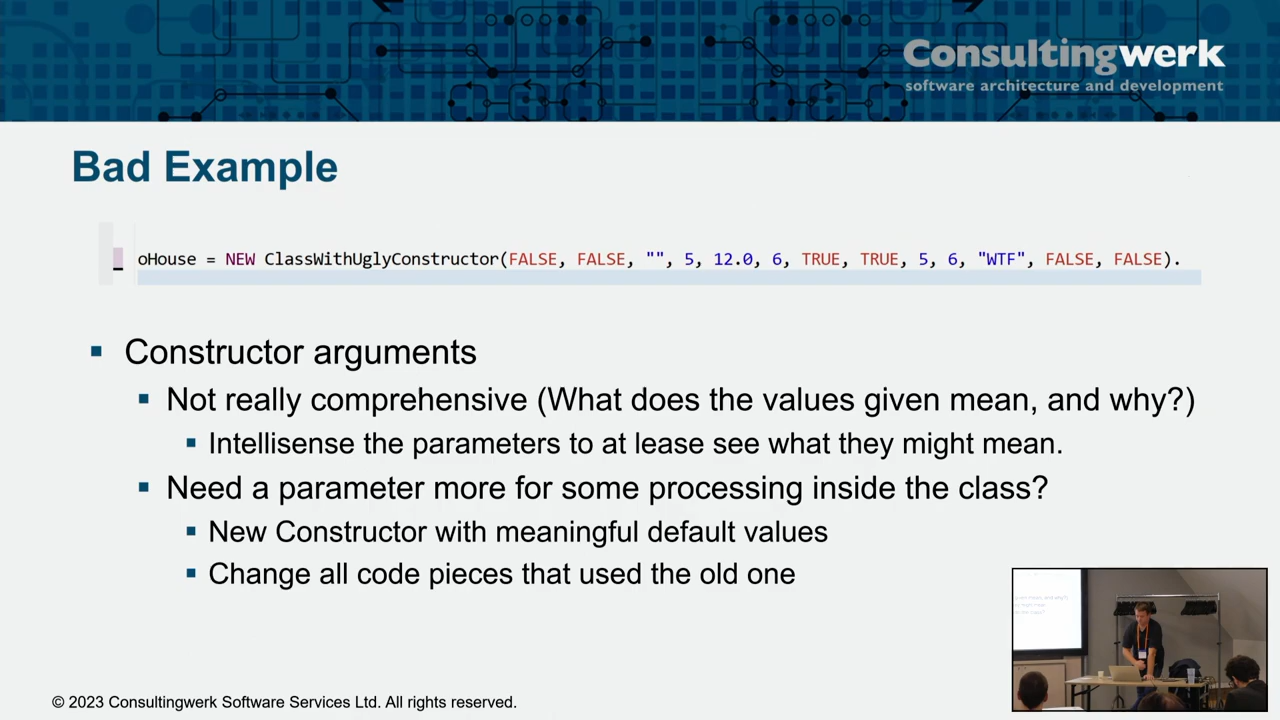 Consultingwerk
software architecture and development
Bad Example
oHouse = NEW ClassWithUglyConstructor(FALSE, FALSE, "", 5, 12.0, 6, TRUE, TRUE, 5, 6, "WTF", FALSE, FALSE).
Constructor arguments
Not really comprehensive (What does the values given mean, and why?)
Intellisense the parameters to at lease see what they might mean.
Need a parameter more for some processing inside the class?
New Constructor with meaningful default values
Change all code pieces that used the old one
© 2023 Consultingwerk Software Services Ltd. All rights reserved.